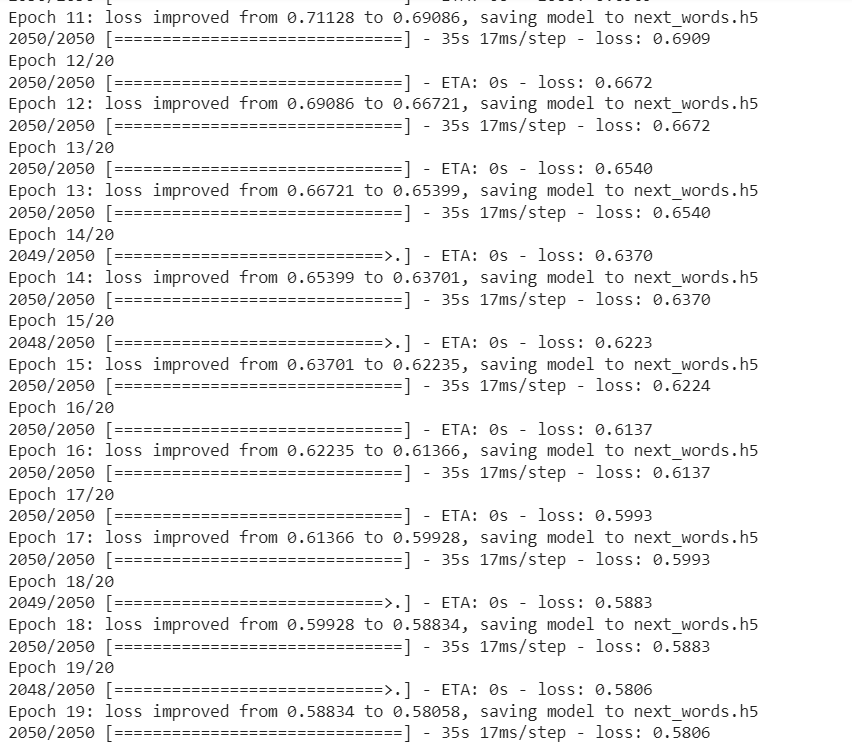 Epoch 11: loss improved from 0.71128 to 0.69086, saving model to next_words.h5
2050/2050 [==============================] - 35s 17ms/step - loss: 0.6909
Epoch 12/20
2050/2050 [==============================] - ETA: 0s - loss: 0.6672
Epoch 12: loss improved from 0.69086 to 0.66721, saving model to next_words.h5
2050/2050 [==============================] - 35s 17ms/step - loss: 0.6672
Epoch 13/20
2050/2050 [==============================] - ETA: 0s - loss: 0.6540
Epoch 13: loss improved from 0.66721 to 0.65399, saving model to next_words.h5
2050/2050 [==============================] - 35s 17ms/step - loss: 0.6540
Epoch 14/20
2049/2050 [============================>.] - ETA: 0s - loss: 0.6370
Epoch 14: loss improved from 0.65399 to 0.63701, saving model to next_words.h5
2050/2050 [==============================] - 35s 17ms/step - loss: 0.6370
Epoch 15/20
2048/2050 [============================>.] - ETA: 0s - loss: 0.6223
Epoch 15: loss improved from 0.63701 to 0.62235, saving model to next_words.h5
2050/2050 [==============================] - 35s 17ms/step - loss: 0.6224
Epoch 16/20
2050/2050 [==============================] - ETA: 0s - loss: 0.6137
Epoch 16: loss improved from 0.62235 to 0.61366, saving model to next_words.h5
2050/2050 [==============================] - 35s 17ms/step - loss: 0.6137
Epoch 17/20
2050/2050 [==============================] - ETA: 0s - loss: 0.5993
Epoch 17: loss improved from 0.61366 to 0.59928, saving model to next_words.h5
2050/2050 [==============================] - 35s 17ms/step - loss: 0.5993
Epoch 18/20
2049/2050 [============================>.] - ETA: 0s - loss: 0.5883
Epoch 18: loss improved from 0.59928 to 0.58834, saving model to next_words.h5
2050/2050 [==============================] - 35s 17ms/step - loss: 0.5883
Epoch 19/20
2048/2050 [============================>.] - ETA: 0s - loss: 0.5806
Epoch 19: loss improved from 0.58834 to 0.58058, saving model to next_words.h5
2050/2050 [==============================] - 35s 17ms/step - loss: 0.5806